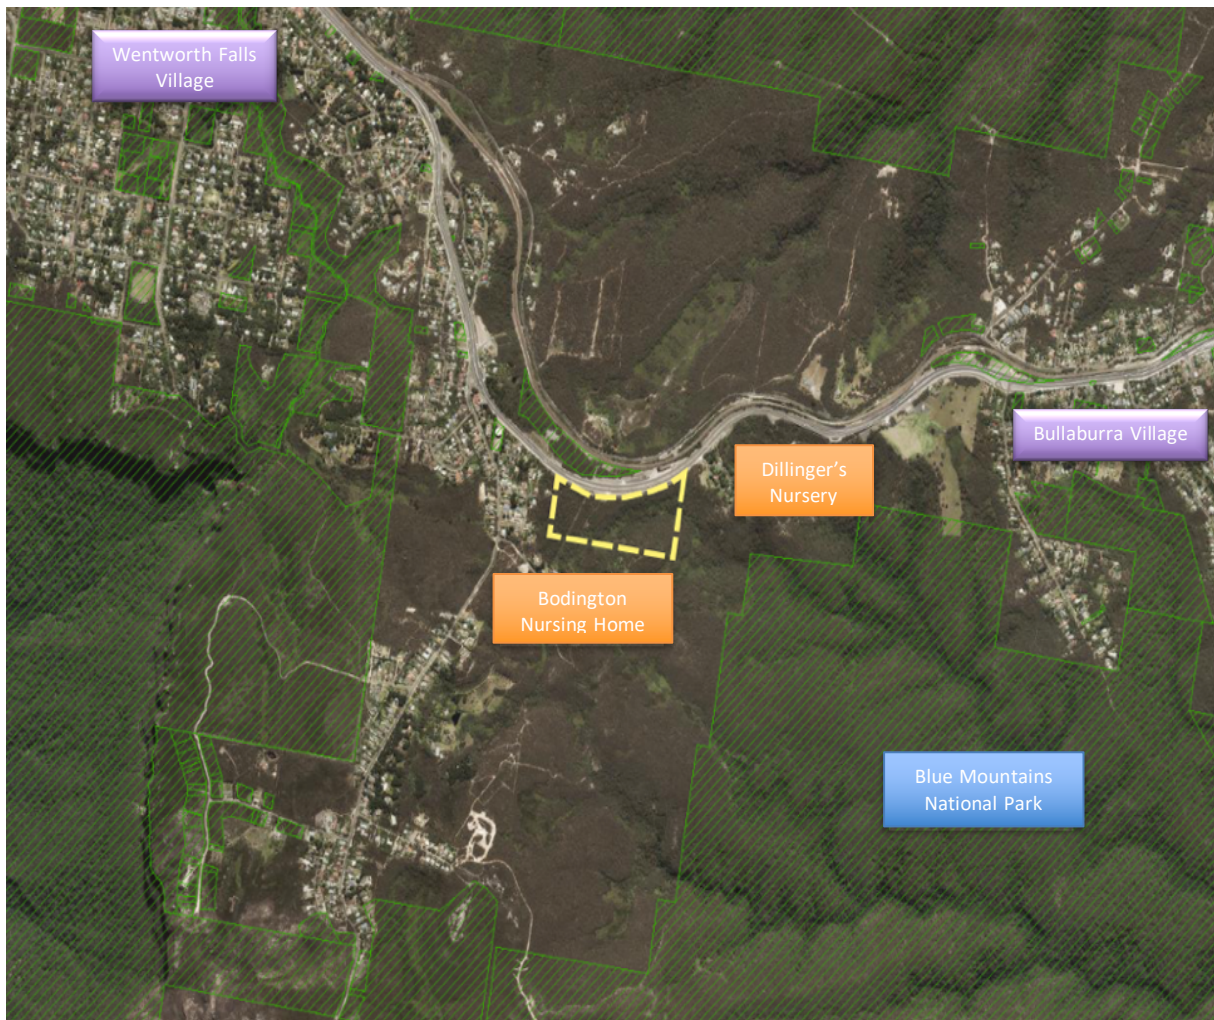 Wentworth Falls
Village
Bullaburra Village
Dillinger's
Nursery
Bodington
Nursing Home
Blue Mountains
National Park